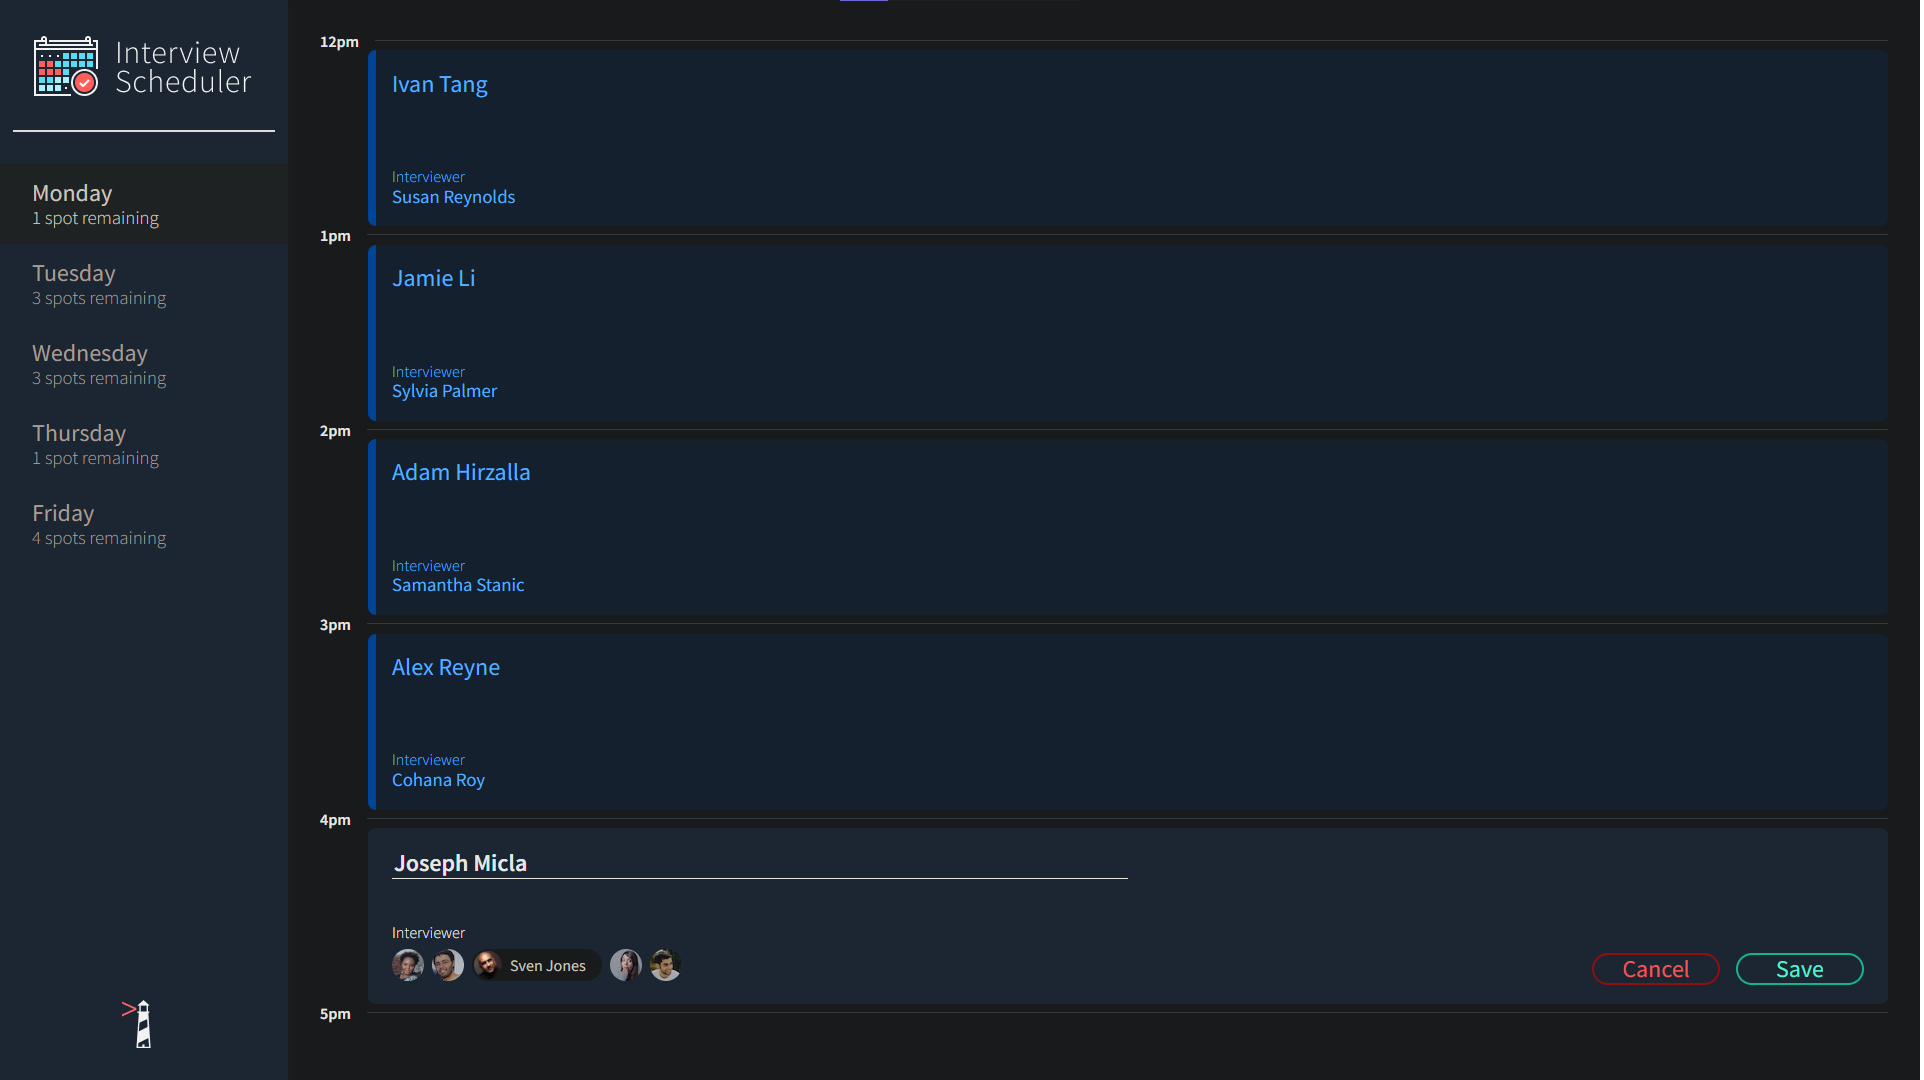 Interview
Scheduler
Monday
1 spot remaining
Tuesday
3 spots remaining
Wednesday
3 spots remaining
Thursday
1 spot remaining
Friday
4 spots remaining
12pm
Ivan Tang
Interviewer
Susan Reynolds
1pm
Jamie Li
Interviewer
Sylvia Palmer
2pm
Adam Hirzalla
Interviewer
Samantha Stanic
3pm
Alex Reyne
Interviewer
Cohana Roy
4pm
Joseph Micla
Interviewer
Sven Jones
Cancel
Save
5pm